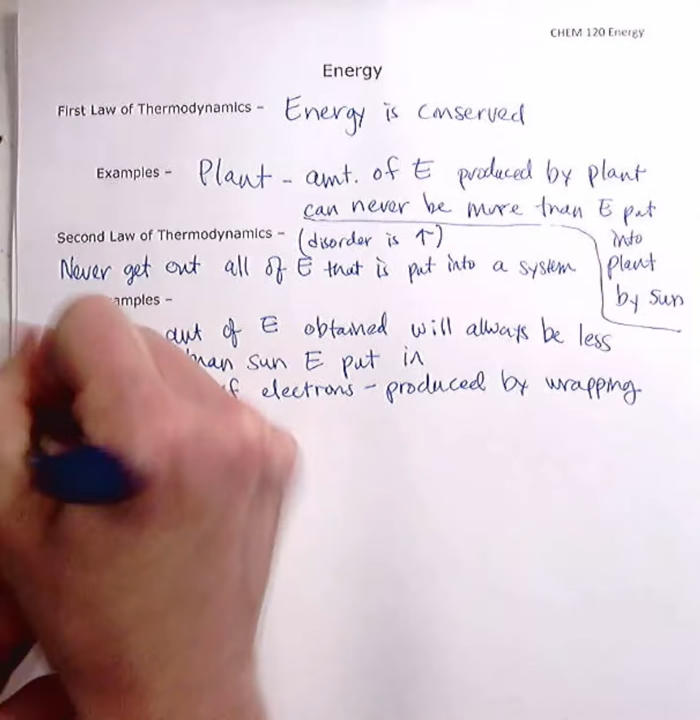 CHEM 120 Energy
Energy
First Law of Thermodynamics – Energy is conserved
Examples – Plant – amt. of E produced by plant
can never be more than E put
into
plant
by sun
Second Law of Thermodynamics – (disorder is ↑)
Never get out all of E that is put into a system
amples –
amt of E obtained will always be less
han sun E put in
f electrons – produced by wrapping